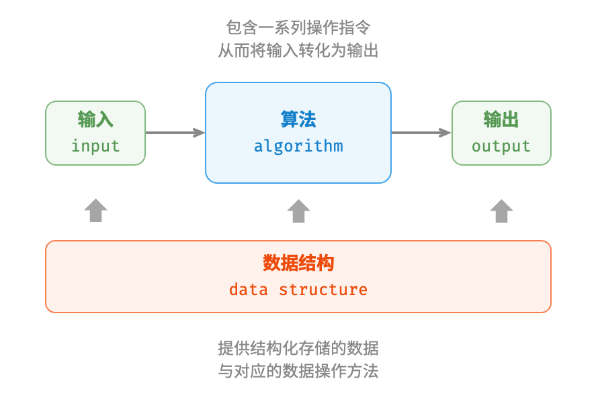 包含一系列操作指令
从而将输入转化为输出
输入
input
算法
algorithm
输出
output
数据结构
data structure
提供结构化存储的数据
与对应的数据操作方法